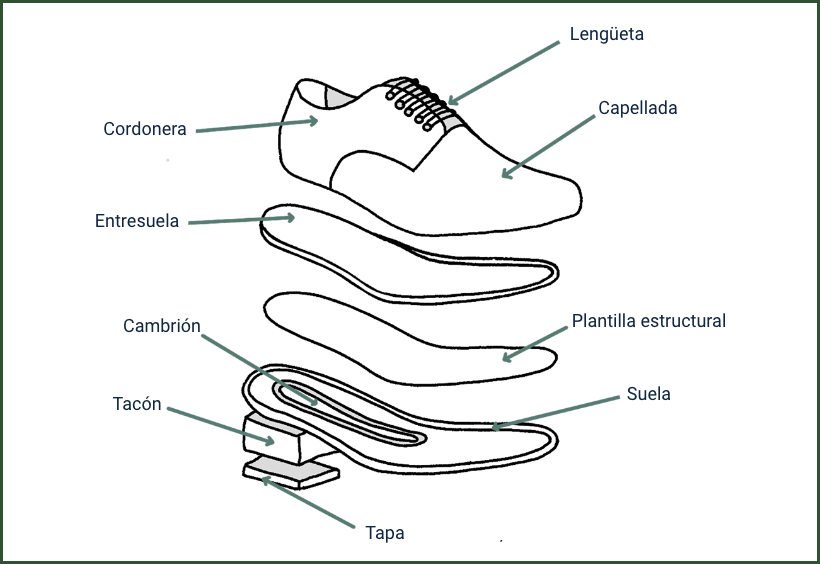 Lengüeta
Capellada
Cordonera
Entresuela
Cambrión
Plantilla estructural
Suela
Tacón
Tapa